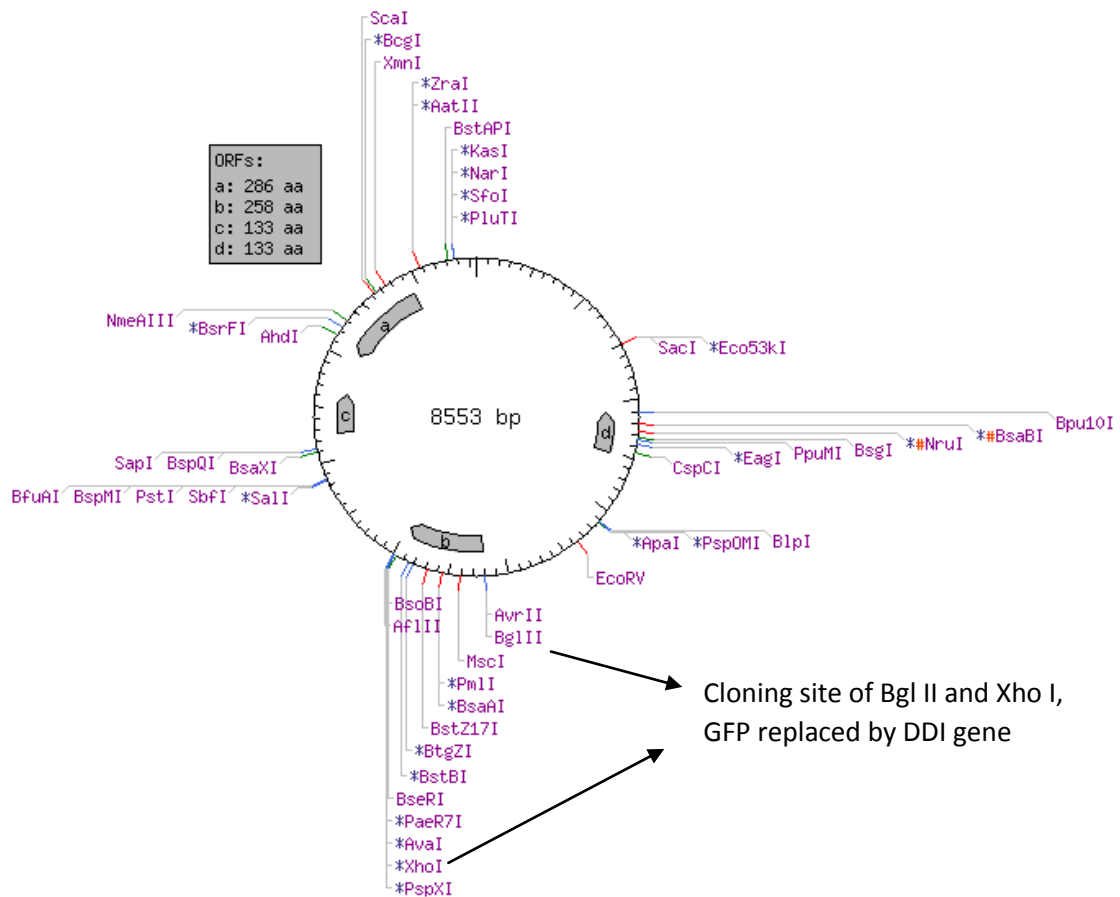 ScaI
*BcgI
XmnI
*ZraI
*AatII
BstAPI
*KasI
*NarI
*SfoI
*PluTI
ORFs:
a: 286 aa
b: 258 aa
c: 133 aa
d: 133 aa
NmeAIII
*BsrFI
AhdI
a
SacI *Eco53kI
c
8553 bp
d
Bpu10I
*#BsaBI
*#NruI
BsgI
PpuMI
*EagI
CspCI
SapI BspQI BsaXI
BfuAI BspMI PstI SbfI *SalI
b
*ApaI *PspOMI BlpI
EcoRV
BsoBI
AflII
AvrII
BglII
MscI
*PmlI
*BsaAI
BstZ17I
*BtgZI
*BstBI
BseRI
*PaeR7I
*AvaI
*XhoI
*PspXI
Cloning site of Bgl II and Xho I,
GFP replaced by DDI gene